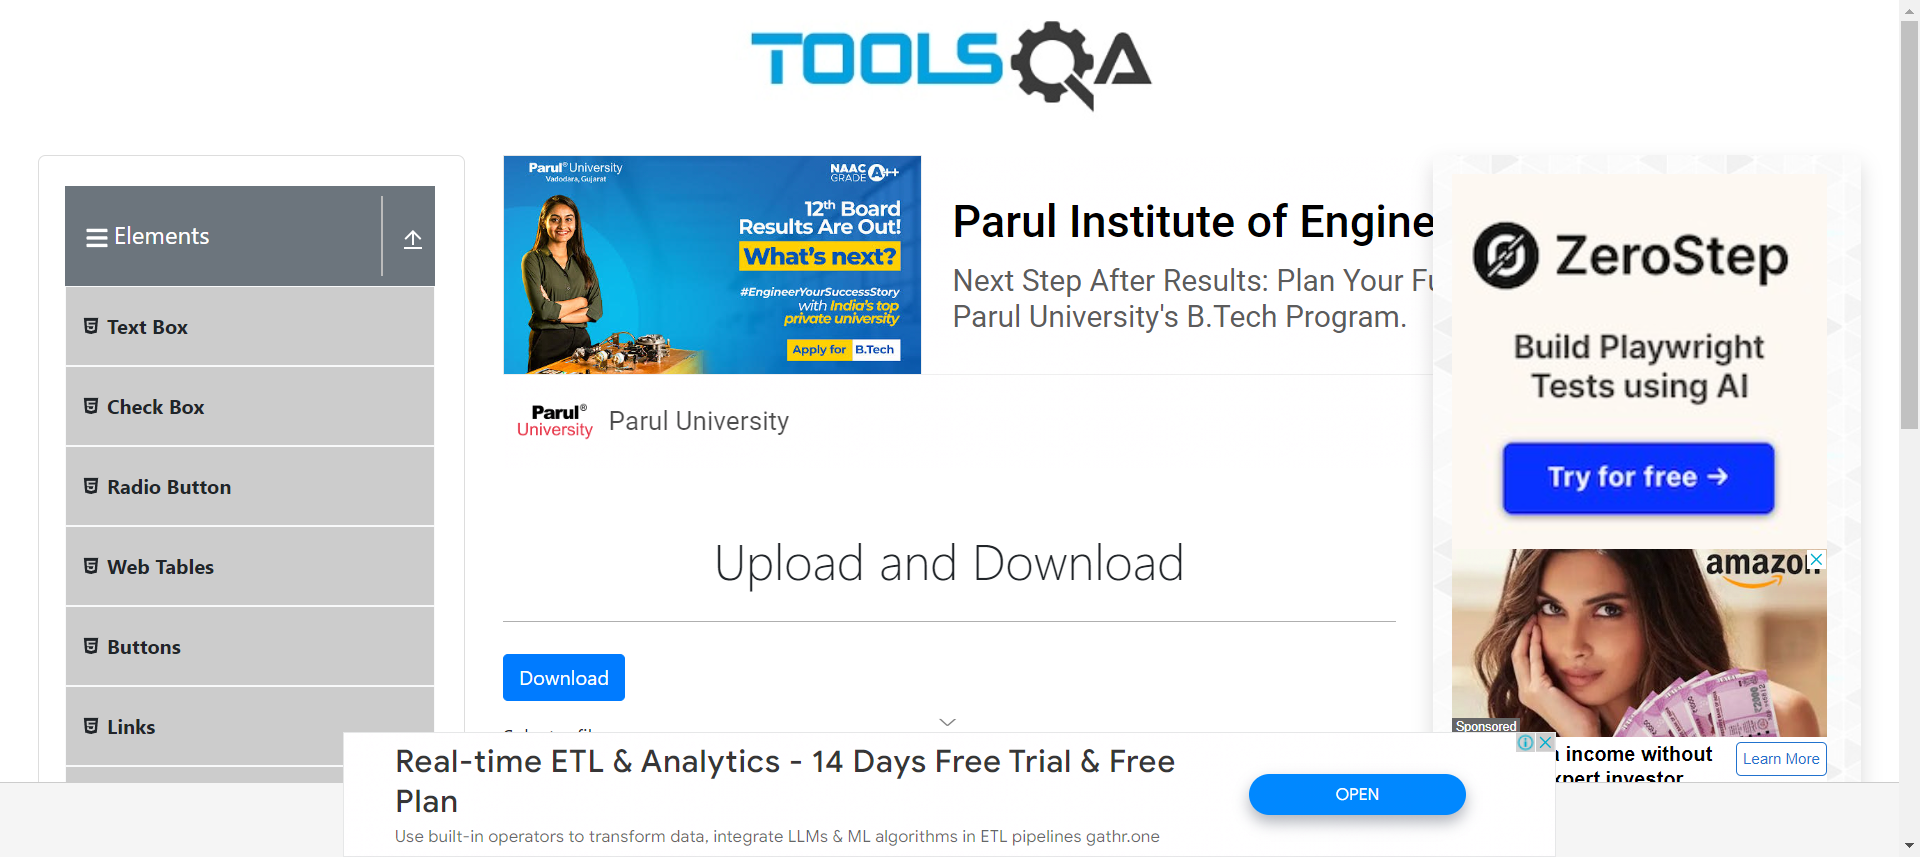 TOOLSQA
Elements
Text Box
Check Box
Radio Button
Web Tables
Buttons
Links
Parul® University
Vadodara, Gujarat
NAAC
GRADE A++
12th Board
Results Are Out!
What's next?
#EngineerYourSuccessStory
with India's top
private university
Apply for B.Tech
Parul Institute of Engine
Next Step After Results: Plan Your Fu
Parul University's B.Tech Program.
Parul®
University
Parul University
Upload and Download
Download
ZeroStep
Build Playwright
Tests using AI
Try for free →
amazon
Sponsored
income without
expert investor
Learn More
Real-time ETL & Analytics - 14 Days Free Trial & Free
Plan
Use built-in operators to transform data, integrate LLMs & ML algorithms in ETL pipelines gathr.one
OPEN